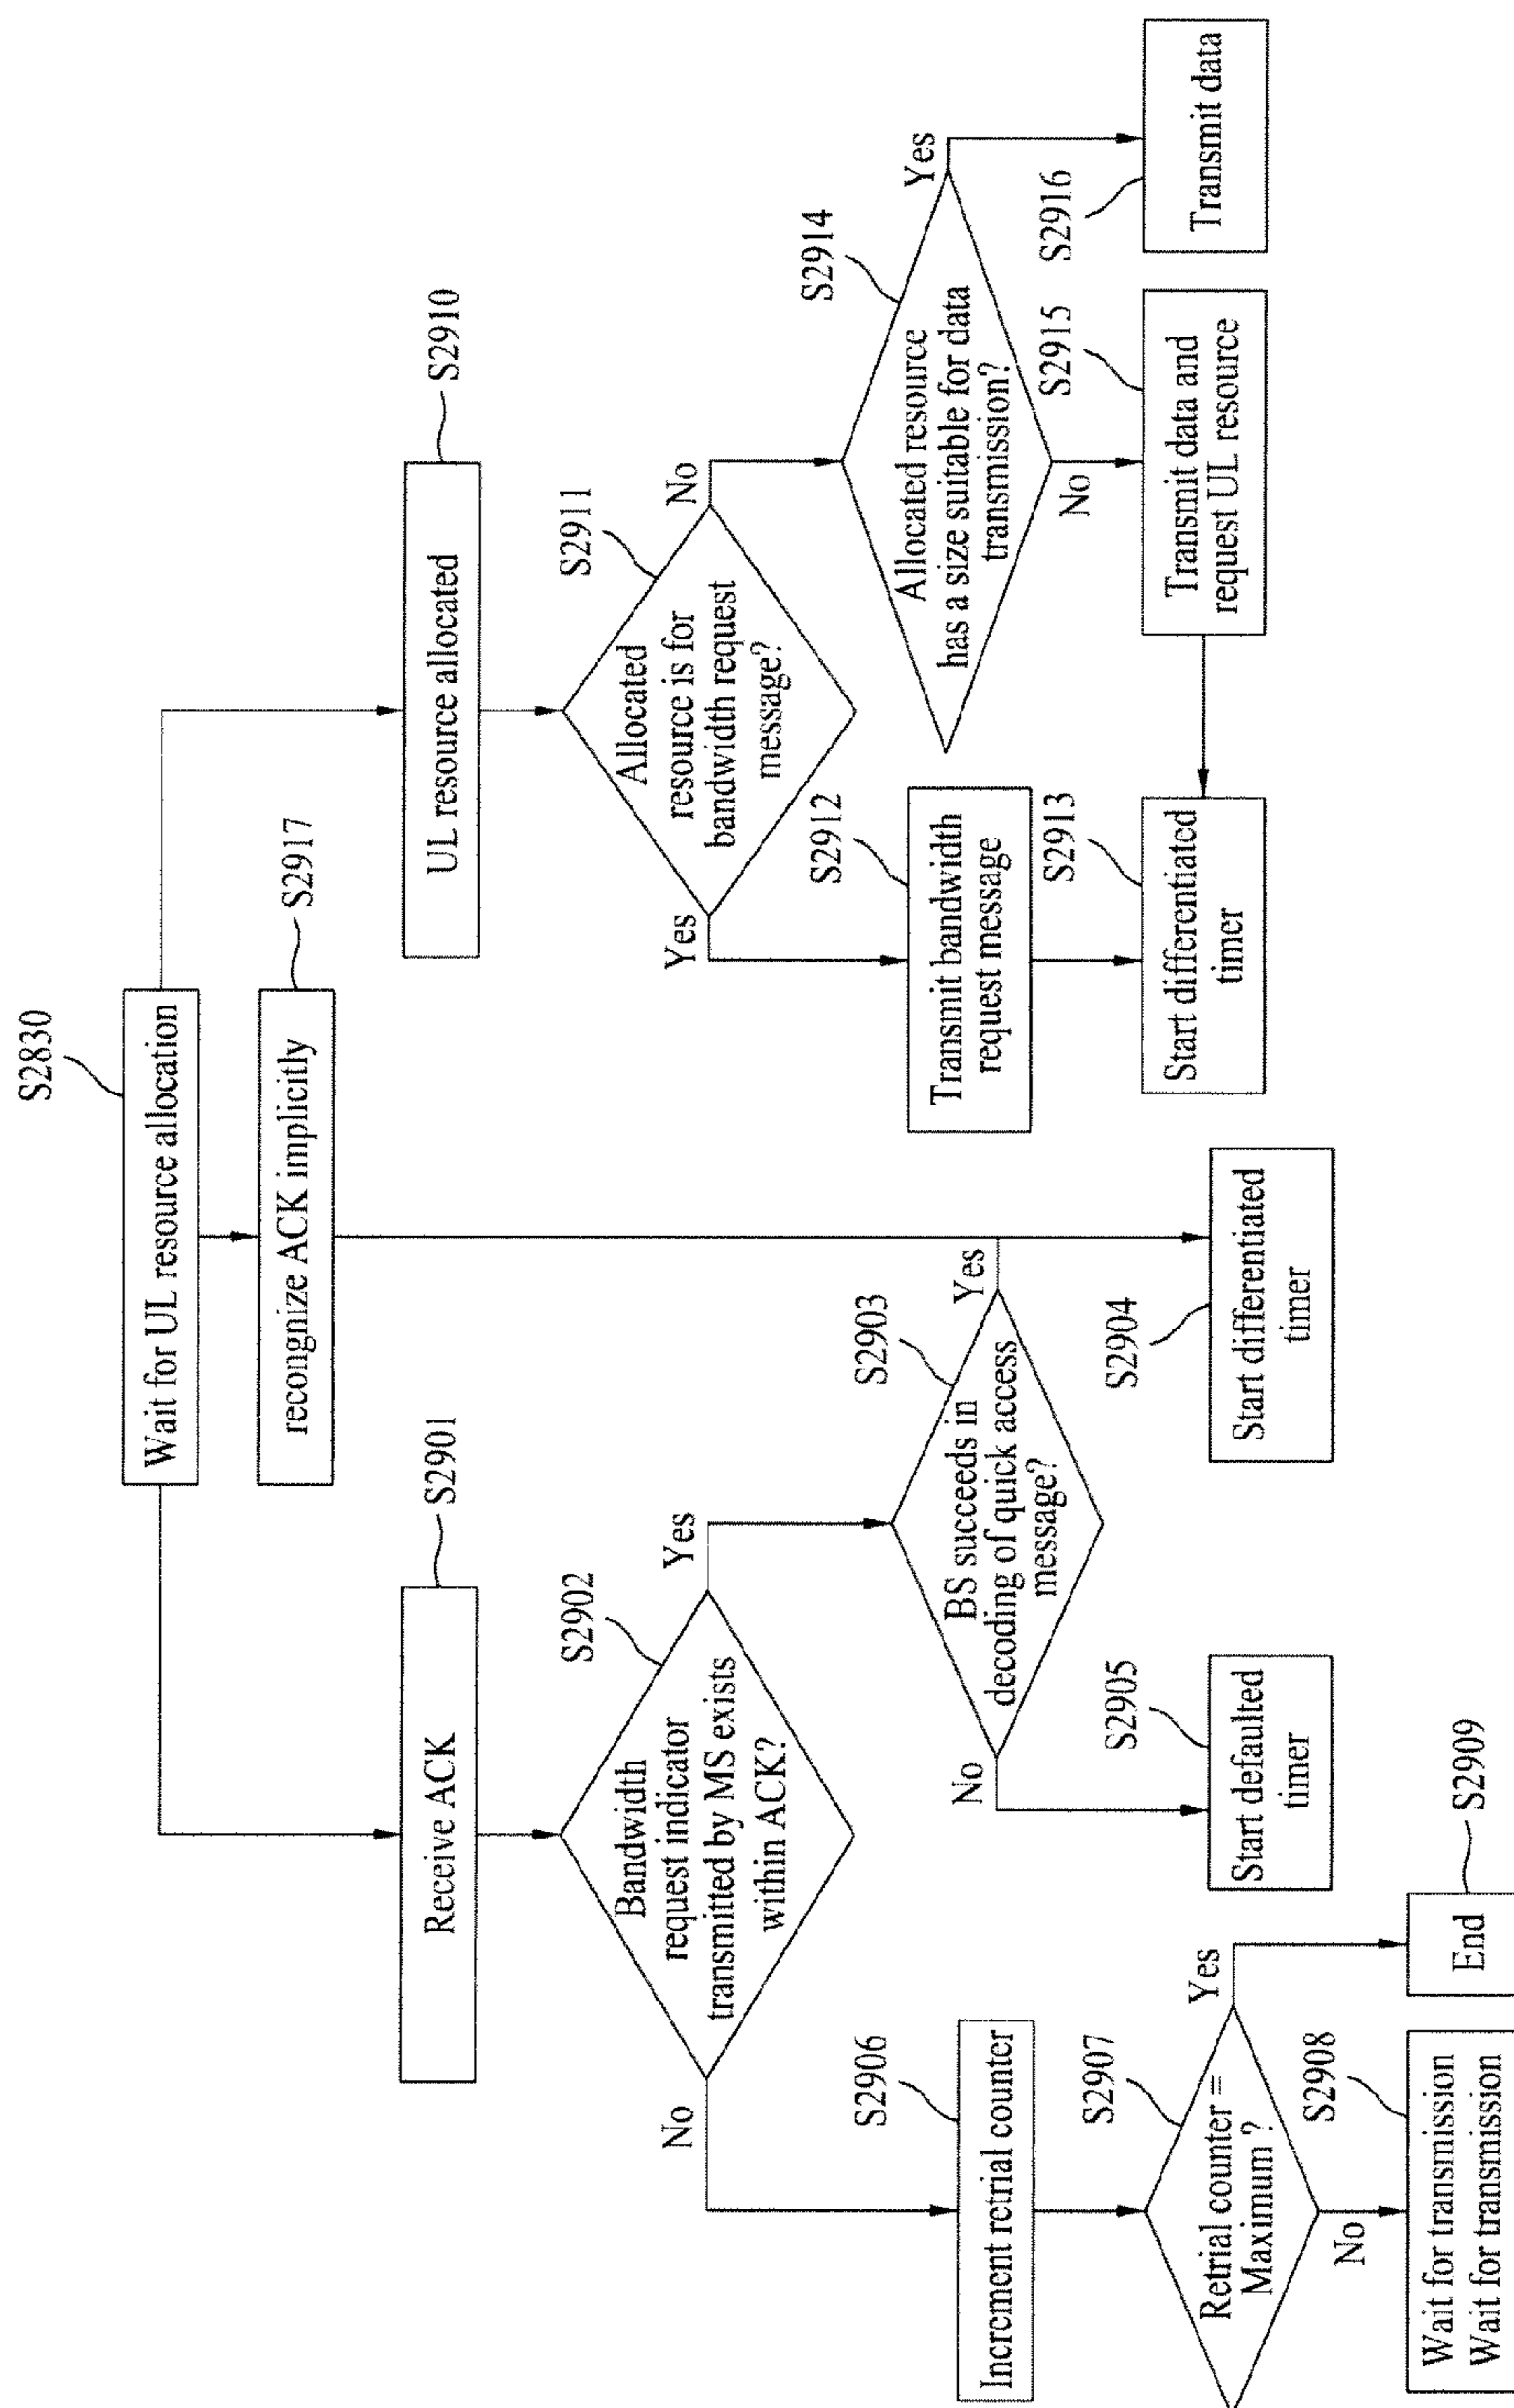 S2830
Wait for UL resource allocation
S2917
recongnize ACK implicitly
S2901
Receive ACK
S2910
UL resource allocated
S2902
Bandwidth
request indicator
transmitted by MS exists
within ACK?
No
Yes
S2911
Allocated
resource is for
bandwidth request
message?
Yes
No
S2906
Increment retrial counter
S2903
BS succeeds in
decoding of quick access
message?
No
Yes
S2912
Transmit bandwidth
request message
S2914
Allocated resource
has a size suitable for data
transmission?
No
Yes
S2907
Retrial counter =
Maximum ?
No
Yes
S2905
Start defaulted
timer
S2904
Start differentiated
timer
S2913
Start differentiated
timer
S2915
Transmit data and
request UL resource
S2916
Transmit data
S2908
Wait for transmission
Wait for transmission
S2909
End